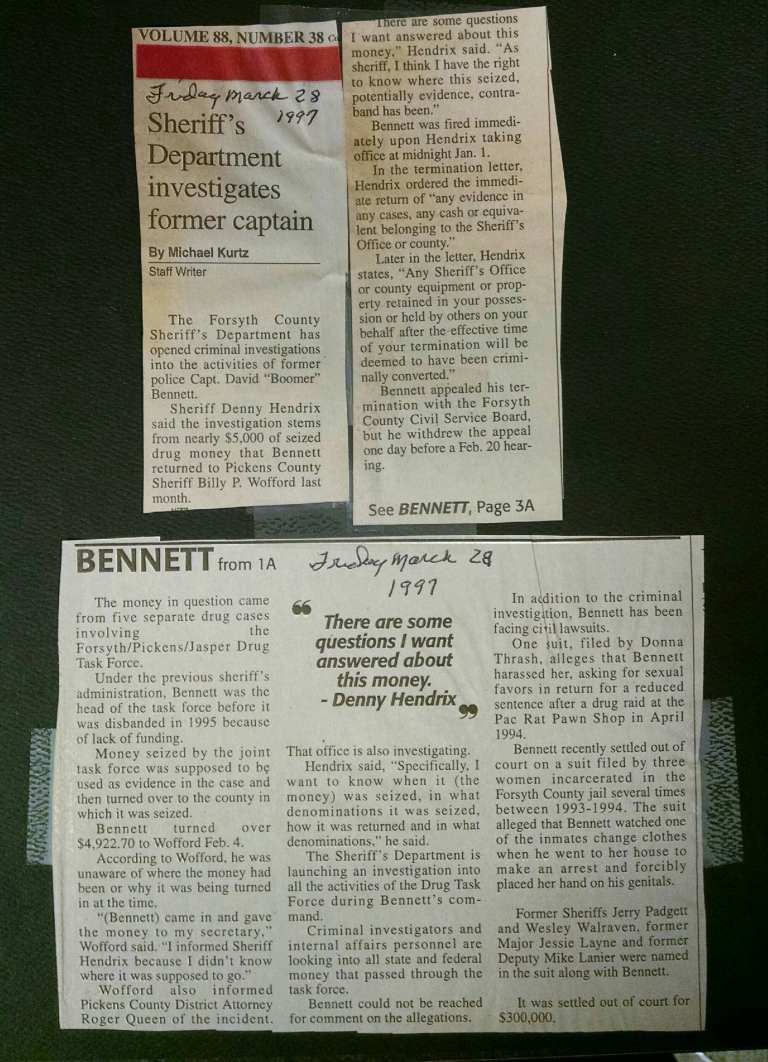 VOLUME 88, NUMBER 38
Friday March 28
1997
Sheriff's
Department
investigates
former captain
By Michael Kurtz
Staff Writer
The Forsyth County
Sheriff's Department has
opened criminal investigations
into the activities of former
police Capt. David "Boomer"
Bennett.
Sheriff Denny Hendrix
said the investigation stems
from nearly $5,000 of seized
drug money that Bennett
returned to Pickens County
Sheriff Billy P. Wofford last
month.
There are some questions
I want answered about this
money," Hendrix said. "As
sheriff, I think I have the right
to know where this seized,
potentially evidence, contra-
band has been."
Bennett was fired immedi-
ately upon Hendrix taking
office at midnight Jan. 1.
In the termination letter,
Hendrix ordered the immedi-
ate return of "any evidence in
any cases, any cash or equiva-
lent belonging to the Sheriff's
Office or county."
Later in the letter, Hendrix
states, "Any Sheriff's Office
or county equipment or prop-
erty retained in your posses-
sion or held by others on your
behalf after the effective time
of your termination will be
deemed to have been crimi-
nally converted."
Bennett appealed his ter-
mination with the Forsyth
County Civil Service Board,
but he withdrew the appeal
one day before a Feb. 20 hear-
ing.
See BENNETT, Page 3A
BENNETT from 1A
Friday March 28
1997
The money in question came
from five separate drug cases
involving the
Forsyth/Pickens/Jasper Drug
Task Force.
Under the previous sheriff's
administration, Bennett was the
head of the task force before it
was disbanded in 1995 because
of lack of funding.
Money seized by the joint
task force was supposed to be
used as evidence in the case and
then turned over to the county in
which it was seized.
Bennett turned over
$4,922.70 to Wofford Feb. 4.
According to Wofford, he was
unaware of where the money had
been or why it was being turned
in at the time.
"(Bennett) came in and gave
the money to my secretary,"
Wofford said. "I informed Sheriff
Hendrix because I didn't know
where it was supposed to go."
Wofford also informed
Pickens County District Attorney
Roger Queen of the incident.
“
There are some
questions I want
answered about
this money.
- Denny Hendrix
”
That office is also investigating.
Hendrix said, "Specifically, I
want to know when it (the
money) was seized, in what
denominations it was seized,
how it was returned and in what
denominations," he said.
The Sheriff's Department is
launching an investigation into
all the activities of the Drug Task
Force during Bennett's com-
mand.
Criminal investigators and
internal affairs personnel are
looking into all state and federal
money that passed through the
task force.
Bennett could not be reached
for comment on the allegations.
In addition to the criminal
investigation, Bennett has been
facing civil lawsuits.
One suit, filed by Donna
Thrash, alleges that Bennett
harassed her, asking for sexual
favors in return for a reduced
sentence after a drug raid at the
Pac Rat Pawn Shop in April
1994.
Bennett recently settled out of
court on a suit filed by three
women incarcerated in the
Forsyth County jail several times
between 1993-1994. The suit
alleged that Bennett watched one
of the inmates change clothes
when he went to her house to
make an arrest and forcibly
placed her hand on his genitals.
Former Sheriffs Jerry Padgett
and Wesley Walraven, former
Major Jessie Layne and former
Deputy Mike Lanier were named
in the suit along with Bennett.
It was settled out of court for
$300,000.